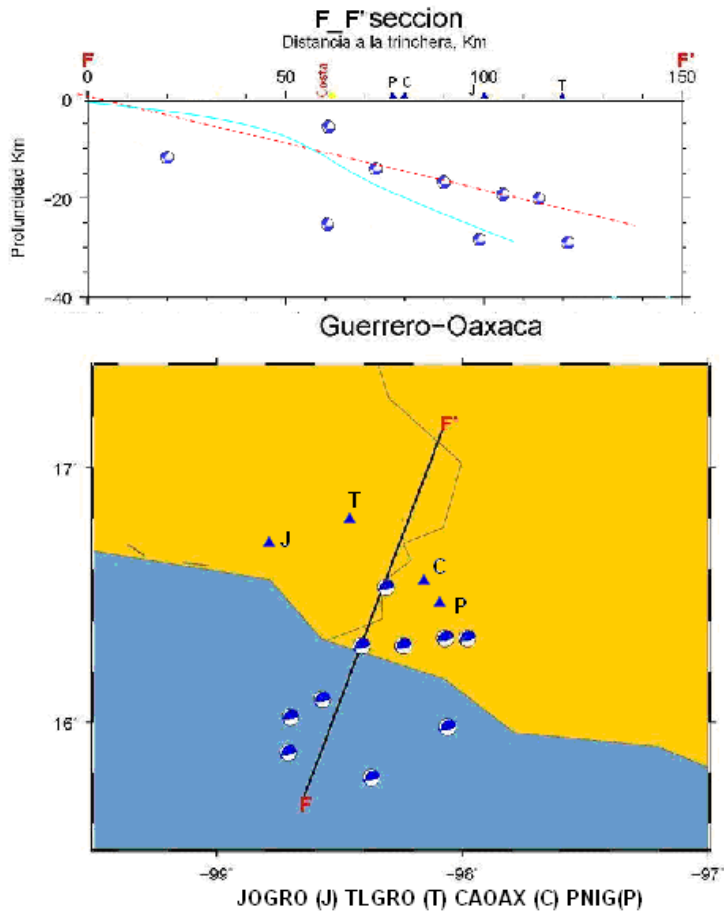 F_F' seccion
Distancia a la trinchera, Km
F F'
0 50 100 150
Costa P C J T
0
−20
−40
Profundidad Km
Guerrero−Oaxaca
F'
17˚
T
J
C
P
16˚
F
−99˚ −98˚ −97˚
JOGRO (J) TLGRO (T) CAOAX (C) PNIG(P)